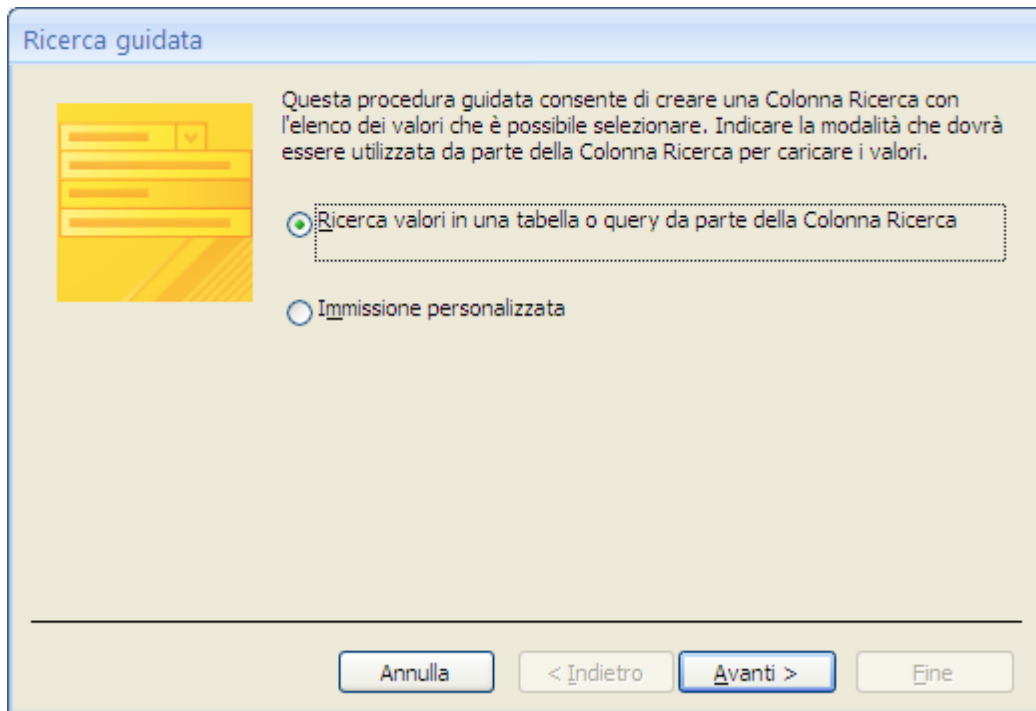 Ricerca guidata
Questa procedura guidata consente di creare una Colonna Ricerca con
l'elenco dei valori che è possibile selezionare. Indicare la modalità che dovrà
essere utilizzata da parte della Colonna Ricerca per caricare i valori.
Ricerca valori in una tabella o query da parte della Colonna Ricerca
Immissione personalizzata
Annulla < Indietro Avanti > Fine